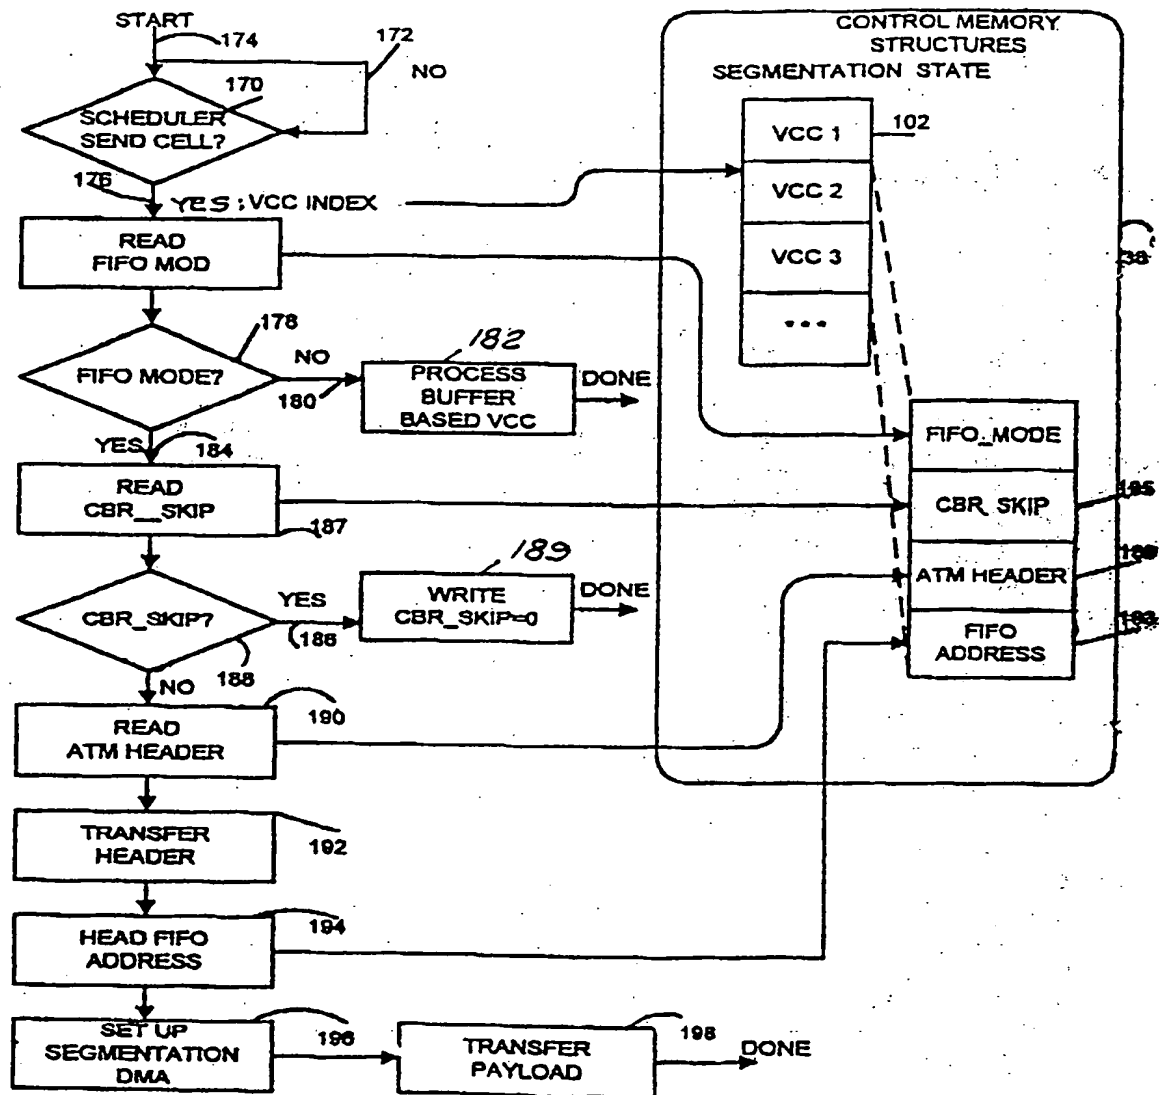 START
174
172
NO
170
SCHEDULER
SEND CELL?
176
YES: VCC INDEX
READ
FIFO MOD
178
FIFO MODE?
NO
180
182
PROCESS
BUFFER
BASED VCC
DONE
YES
184
READ
CBR__SKIP
187
CBR_SKIP?
YES
186
188
189
WRITE
CBR_SKIP=0
DONE
NO
190
READ
ATM HEADER
192
TRANSFER
HEADER
194
HEAD FIFO
ADDRESS
196
SET UP
SEGMENTATION
DMA
198
TRANSFER
PAYLOAD
DONE
CONTROL MEMORY
STRUCTURES
SEGMENTATION STATE
VCC 1
102
VCC 2
VCC 3
...
38
FIFO_MODE
CBR_SKIP
ATM HEADER
FIFO
ADDRESS